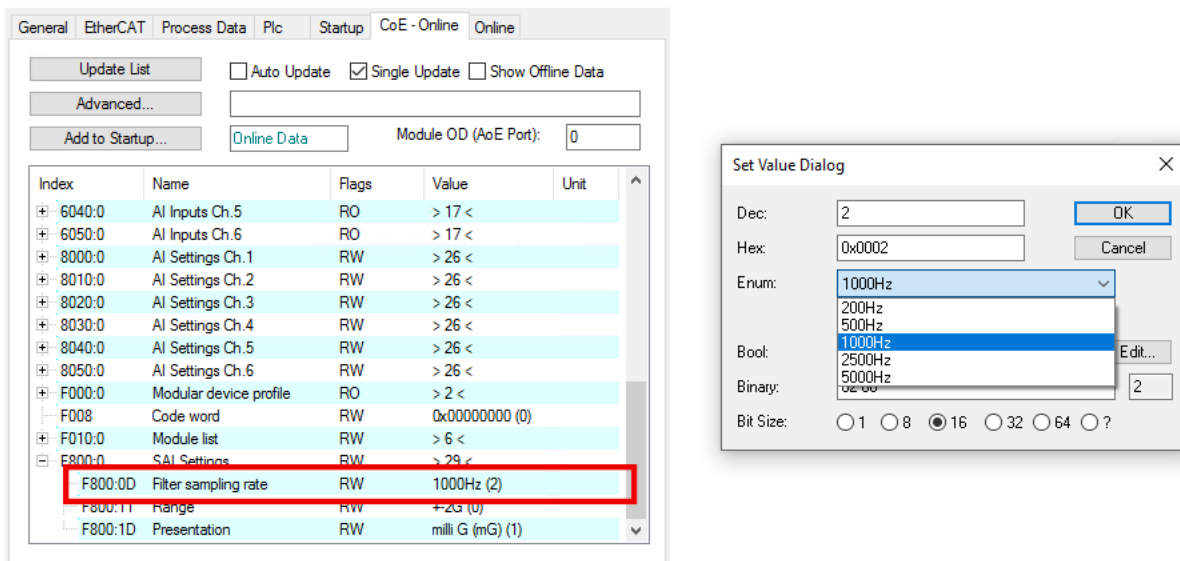 General EtherCAT Process Data Plc Startup CoE - Online Online
Update List Auto Update Single Update Show Offline Data
Advanced...
Add to Startup... Online Data Module OD (AoE Port): 0
Index Name Flags Value Unit
6040:0 AI Inputs Ch.5 RO > 17 <
6050:0 AI Inputs Ch.6 RO > 17 <
8000:0 AI Settings Ch.1 RW > 26 <
8010:0 AI Settings Ch.2 RW > 26 <
8020:0 AI Settings Ch.3 RW > 26 <
8030:0 AI Settings Ch.4 RW > 26 <
8040:0 AI Settings Ch.5 RW > 26 <
8050:0 AI Settings Ch.6 RW > 26 <
F000:0 Modular device profile RO > 2 <
F008 Code word RW 0x00000000 (0)
F010:0 Module list RW > 6 <
F800:0 SAI Settings RW > 29 <
F800:0D Filter sampling rate RW 1000Hz (2)
F800:11 Range RW +-2G (0)
F800:1D Presentation RW milli G (mG) (1)
Set Value Dialog
Dec: 2 OK
Hex: 0x0002 Cancel
Enum: 1000Hz
200Hz
500Hz
1000Hz
2500Hz
5000Hz
Bool: Edit...
Binary: 2
Bit Size: 1 8 16 32 64 ?